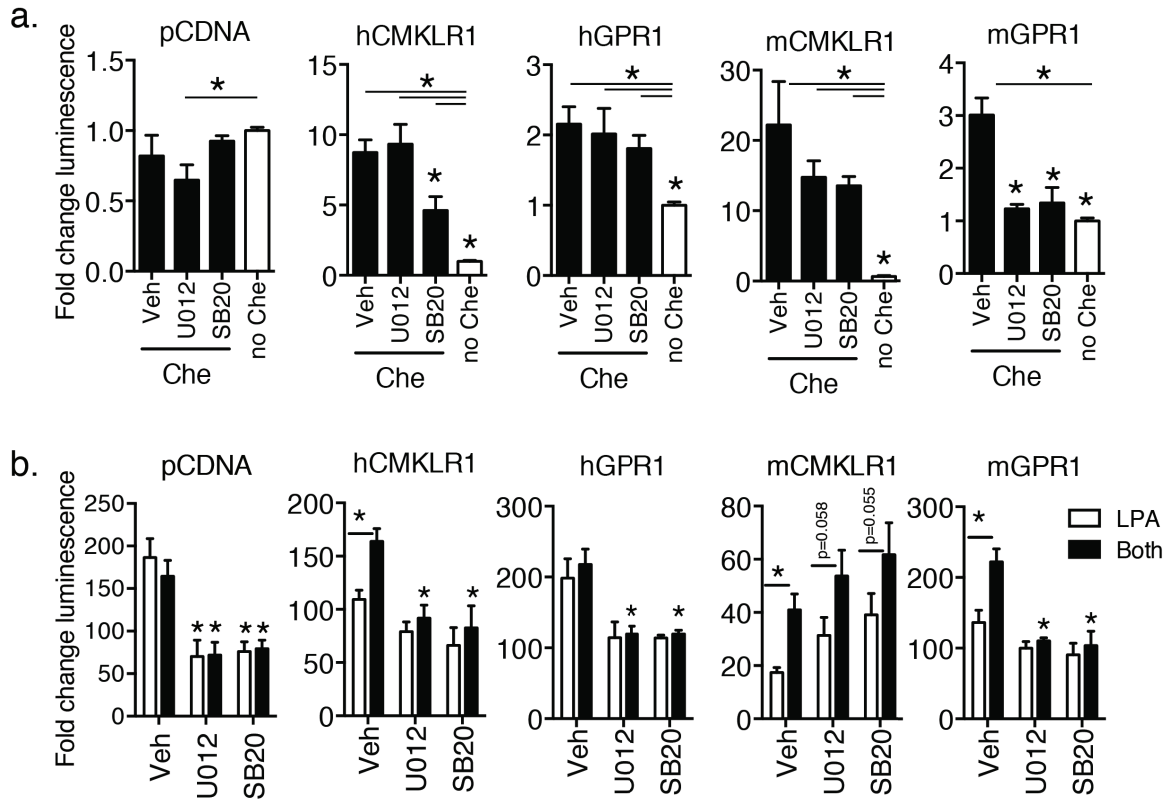 a.
pCDNA hCMKLR1 hGPR1 mCMKLR1 mGPR1
Fold change luminescence
1.5 1.0 0.5 0.0
*
Veh U012 SB20 no Che
Che
15 10 5 0
* * *
Veh U012 SB20 no Che
Che
3 2 1 0
* *
Veh U012 SB20 no Che
Che
30 20 10 0
* *
Veh U012 SB20 no Che
Che
4 3 2 1 0
* * * *
Veh U012 SB20 no Che
Che
b.
pCDNA hCMKLR1 hGPR1 mCMKLR1 mGPR1
Fold change luminescence
250 200 150 100 50 0
* * * *
Veh U012 SB20
200 150 100 50 0
* * *
Veh U012 SB20
300 200 100 0
* *
Veh U012 SB20
80 60 40 20 0
* p=0.058 p=0.055
Veh U012 SB20
300 200 100 0
* * *
Veh U012 SB20
LPA
Both